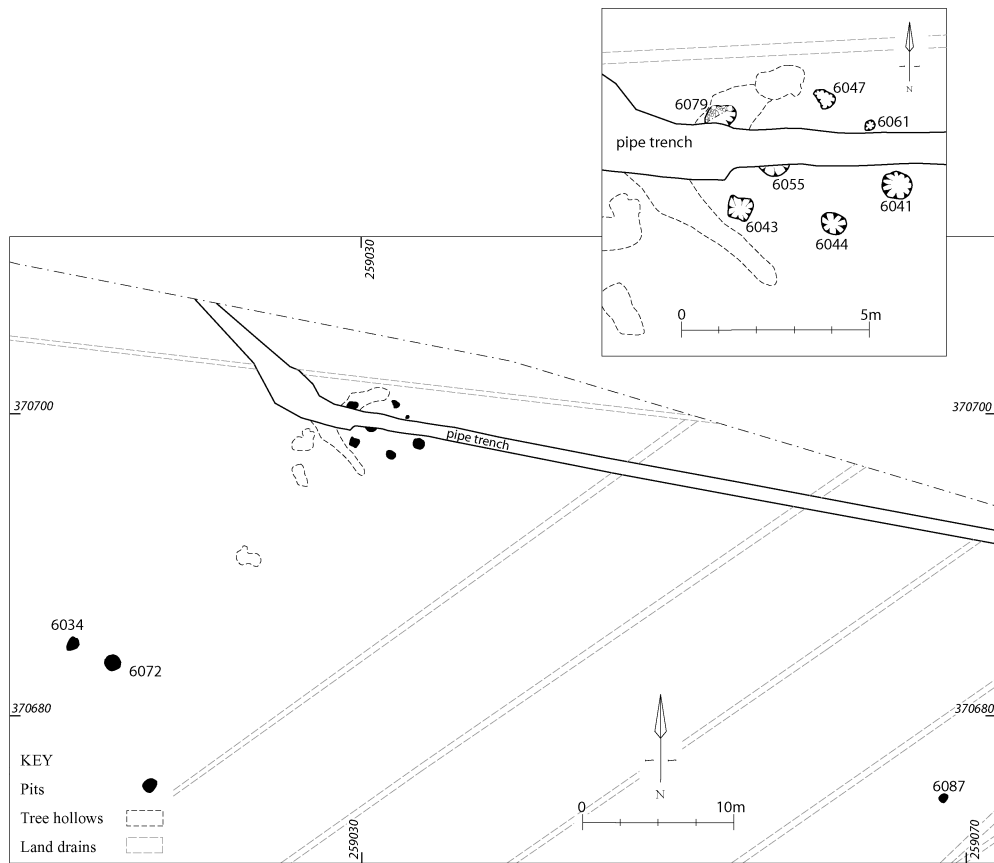 6079
6047
6061
pipe trench
6055
6041
6043
6044
0 5m
N
259030
370700
370700
pipe trench
6034
6072
370680
370680
KEY
Pits
Tree hollows
Land drains
N
0 10m
6087
259030
259070